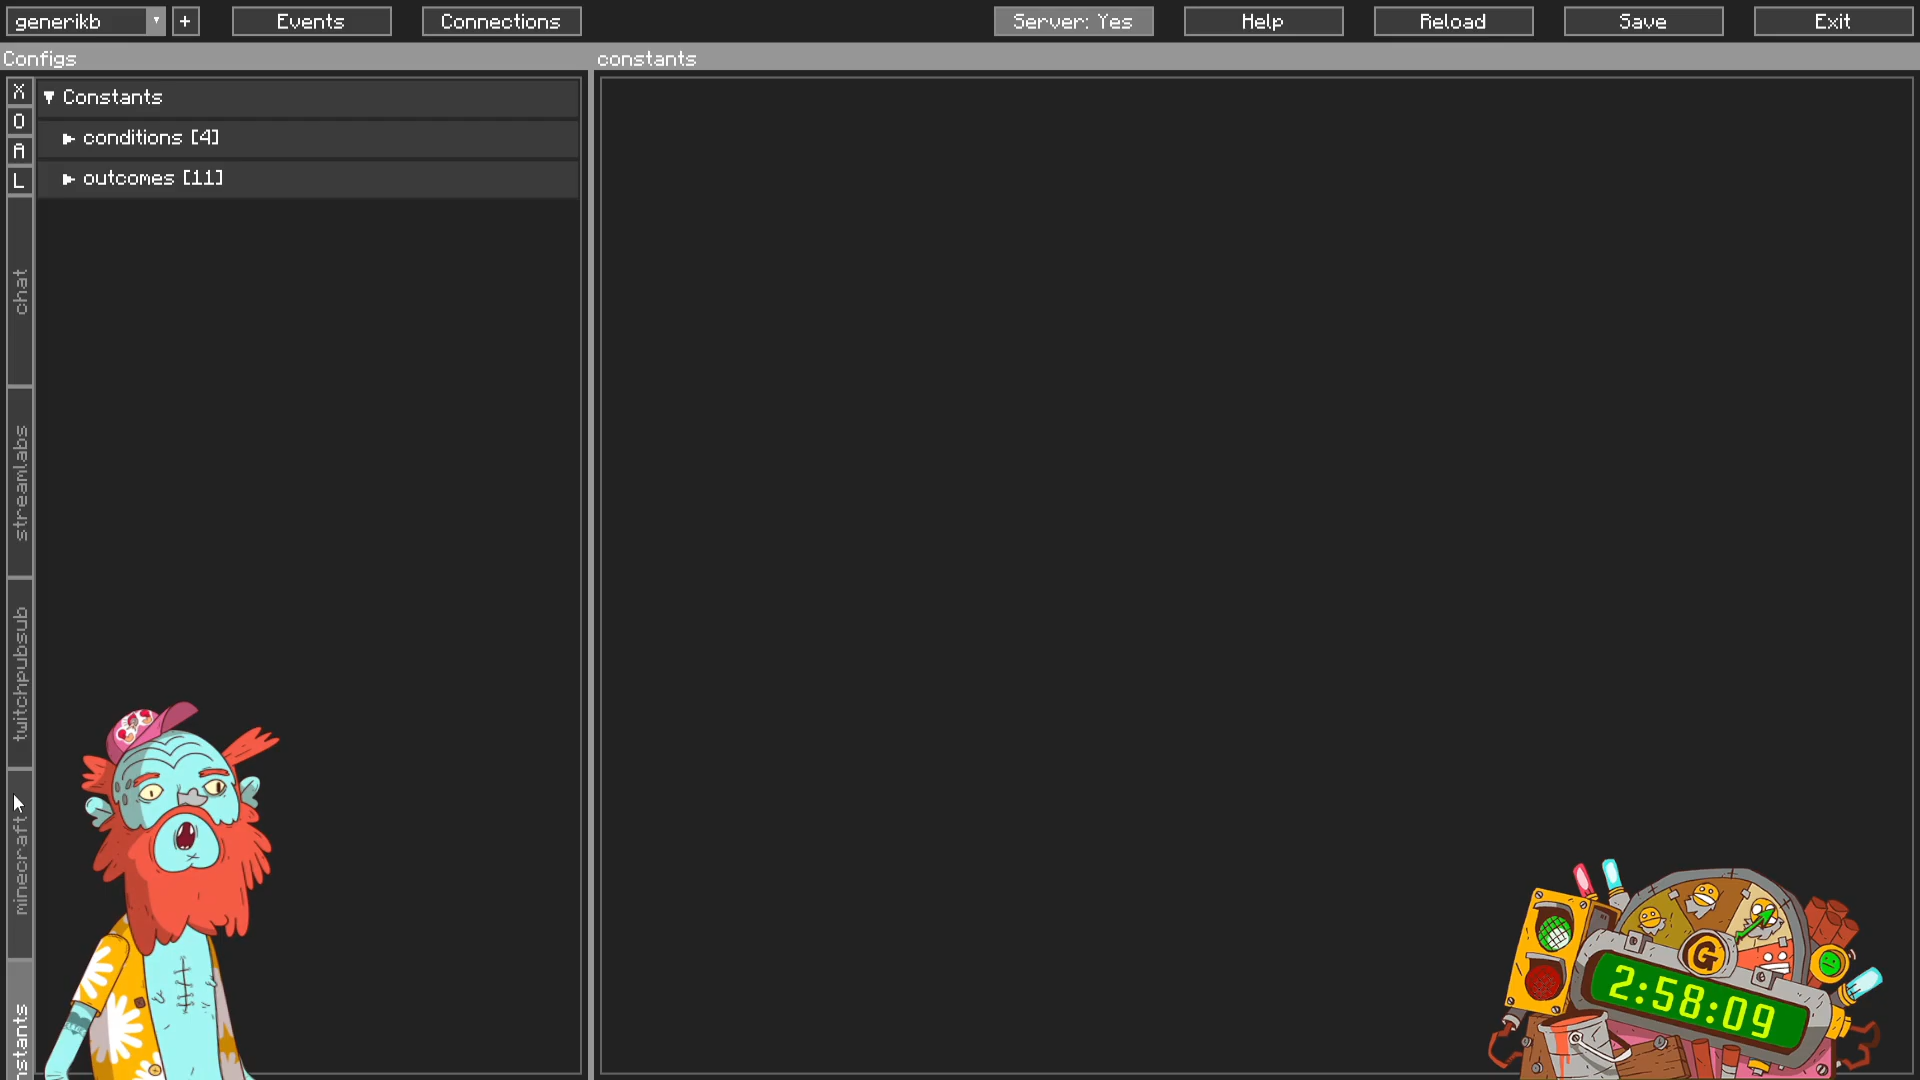 generikb
+
Events
Connections
Server: Yes
Help
Reload
Save
Exit
Configs
constants
X
O
A
L
Constants
conditions [4]
outcomes [11]
chat
streamlabs
twitchpubsub
minecraft
nstants
G
2:58:09